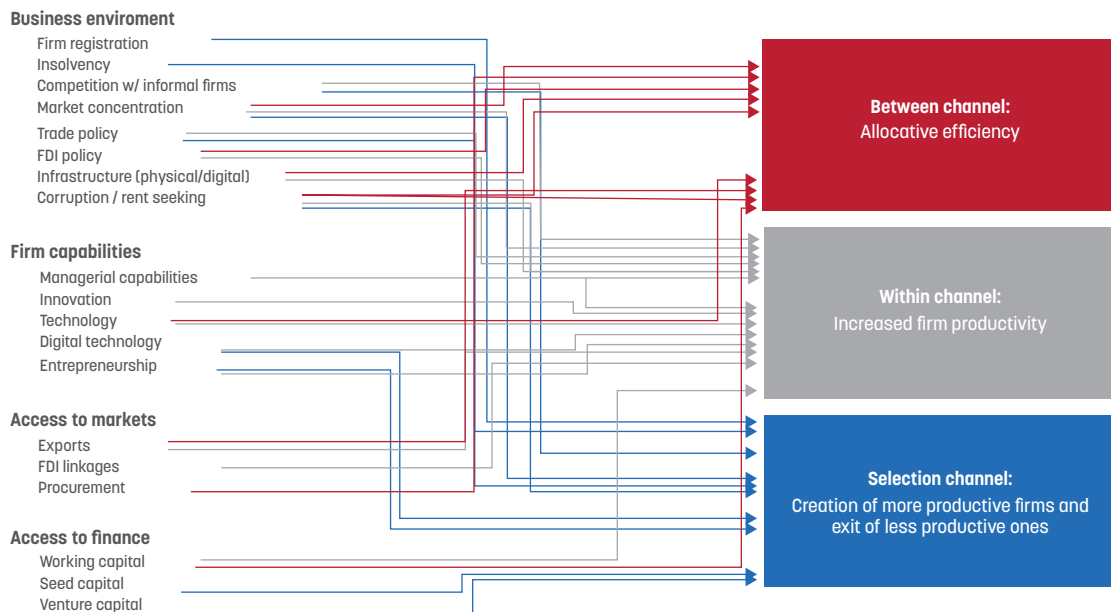 Business enviroment
Firm registration
Insolvency
Competition w/ informal firms
Market concentration
Trade policy
FDI policy
Infrastructure (physical/digital)
Corruption / rent seeking
Firm capabilities
Managerial capabilities
Innovation
Technology
Digital technology
Entrepreneurship
Access to markets
Exports
FDI linkages
Procurement
Access to finance
Working capital
Seed capital
Venture capital
Between channel:
Allocative efficiency
Within channel:
Increased firm productivity
Selection channel:
Creation of more productive firms and
exit of less productive ones